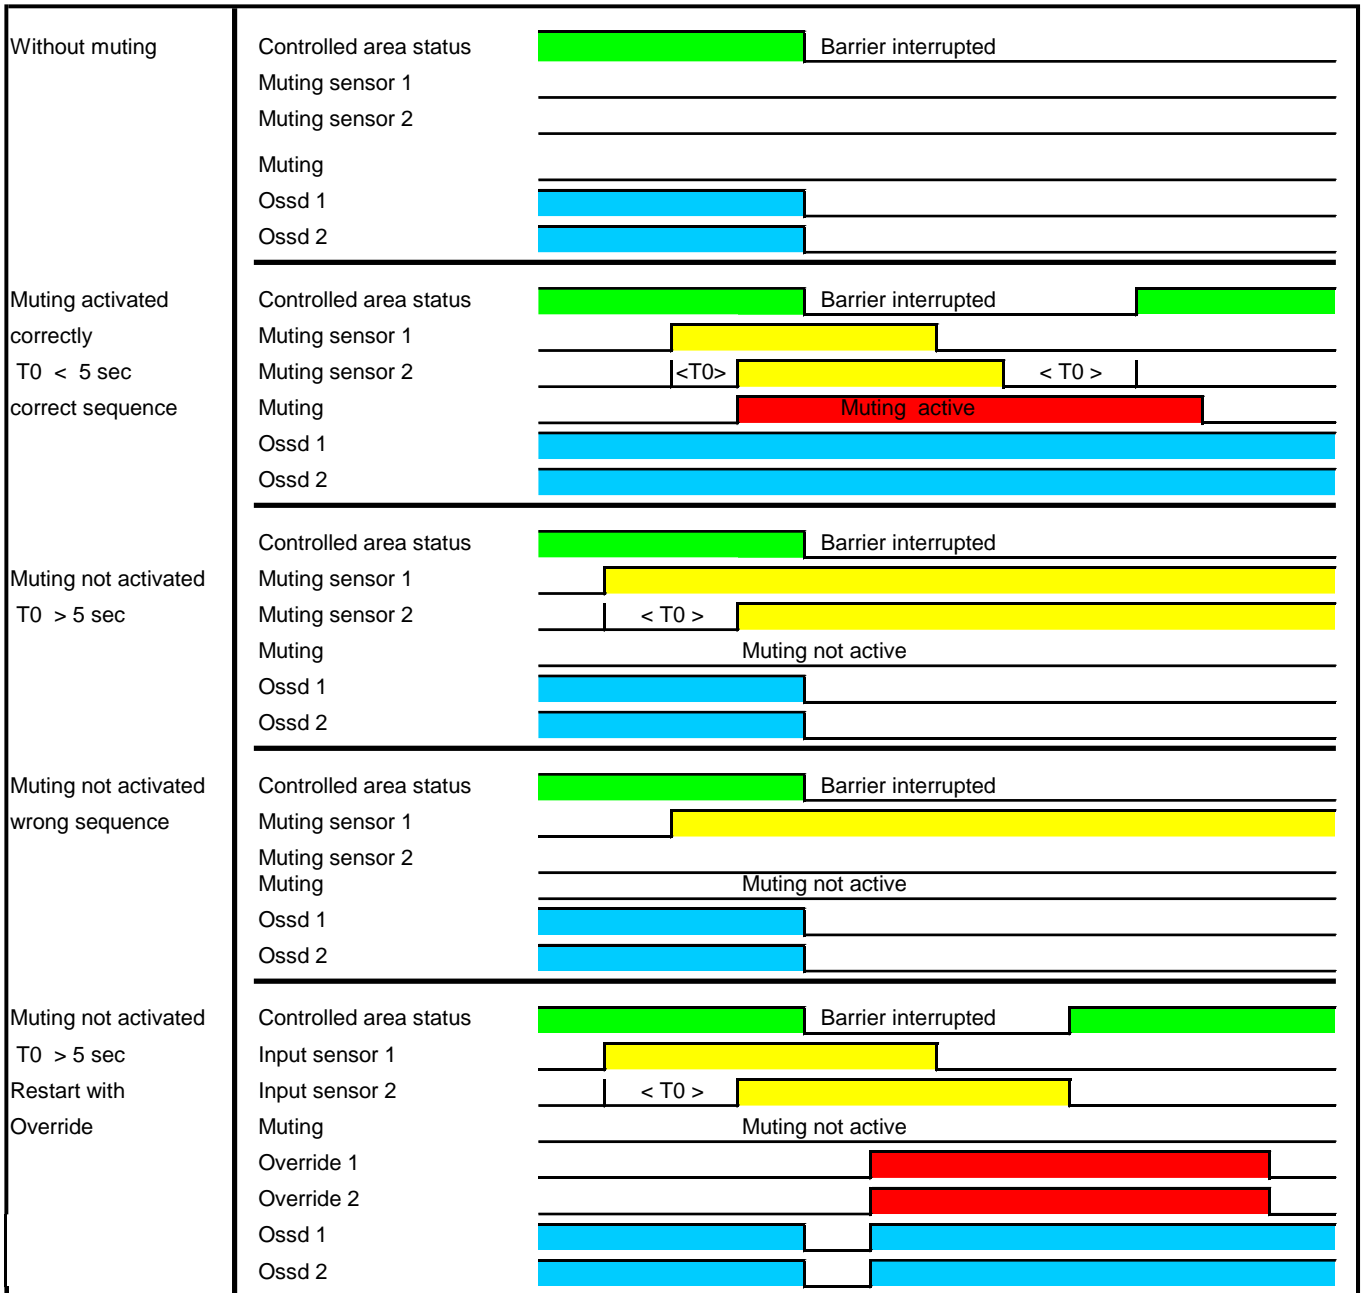 Without muting
Controlled area status
Barrier interrupted
Muting sensor 1
Muting sensor 2
Muting
Ossd 1
Ossd 2
Muting activated
Controlled area status
Barrier interrupted
correctly
Muting sensor 1
T0 < 5 sec
Muting sensor 2
<T0>
< T0 >
correct sequence
Muting
Muting active
Ossd 1
Ossd 2
Controlled area status
Barrier interrupted
Muting not activated
Muting sensor 1
T0 > 5 sec
Muting sensor 2
< T0 >
Muting
Muting not active
Ossd 1
Ossd 2
Muting not activated
Controlled area status
Barrier interrupted
wrong sequence
Muting sensor 1
Muting sensor 2
Muting
Muting not active
Ossd 1
Ossd 2
Muting not activated
Controlled area status
Barrier interrupted
T0 > 5 sec
Input sensor 1
Restart with
Input sensor 2
< T0 >
Override
Muting
Muting not active
Override 1
Override 2
Ossd 1
Ossd 2